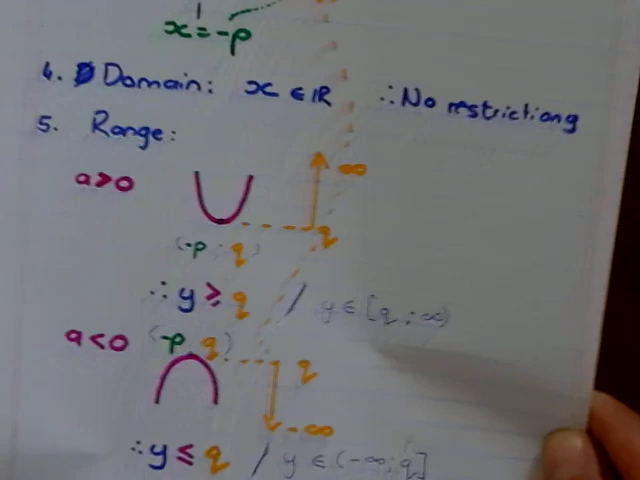 x = -p
4. Domain: x ∈ ℝ ∴ No restrictions
5. Range:
a > 0
∞
q
(-p ; q)
∴ y ≥ q / y ∈ [q ; ∞)
a < 0 (-p ; q)
q
-∞
∴ y ≤ q / y ∈ (-∞ ; q]